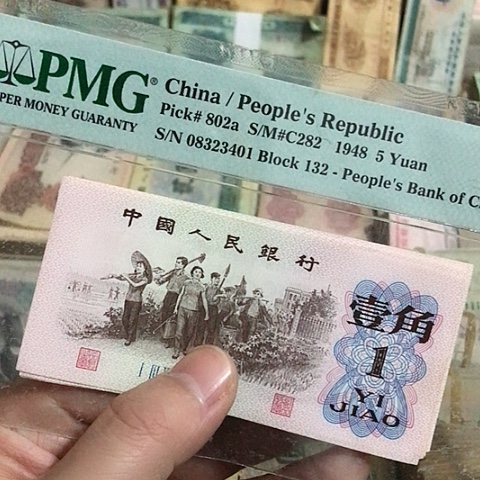 PMG®
PER MONEY GUARANTY
China / People's Republic
Pick# 802a S/M#C282 1948 5 Yuan
S/N 08323401 Block 132 - People's Bank of C
中國人民銀行
壹角
1
YI
JIAO